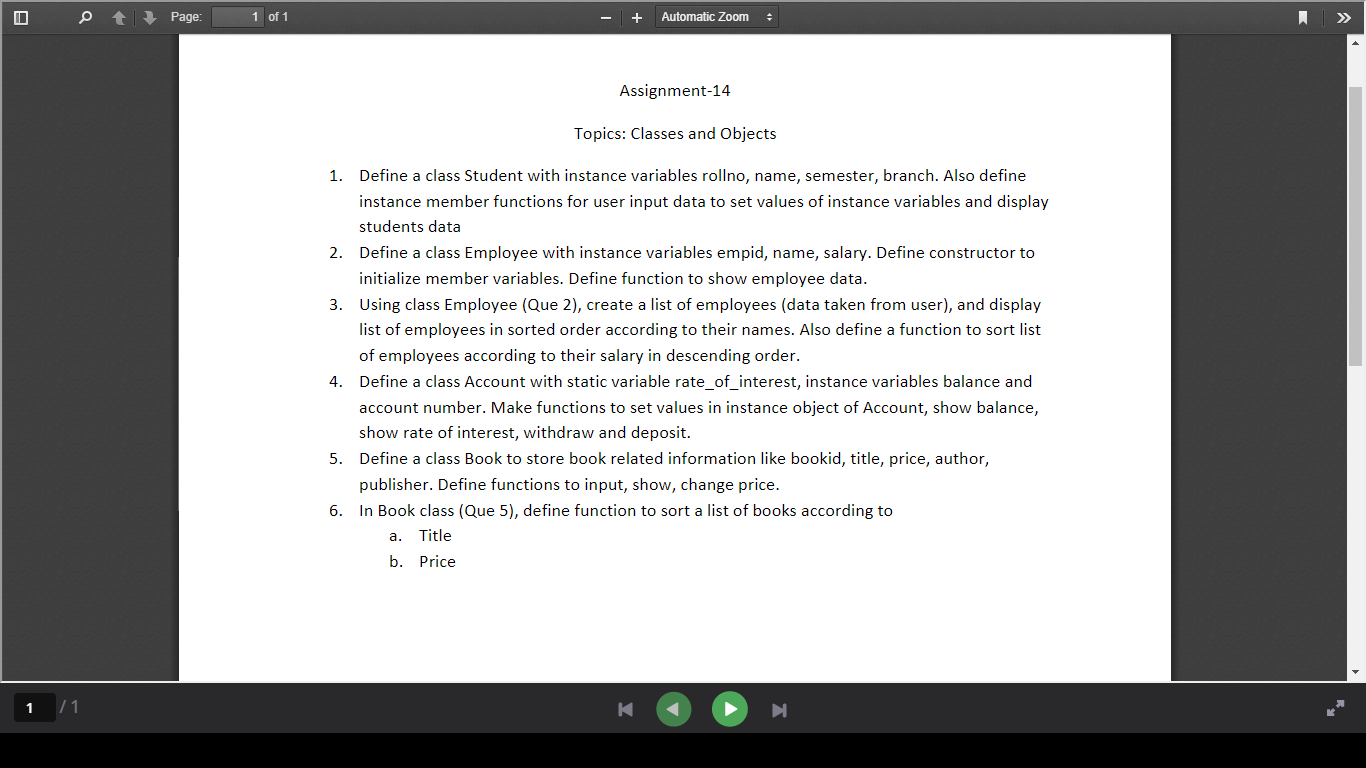 Page: 1 of 1 Automatic Zoom
Assignment-14
Topics: Classes and Objects
1. Define a class Student with instance variables rollno, name, semester, branch. Also define
instance member functions for user input data to set values of instance variables and display
students data
2. Define a class Employee with instance variables empid, name, salary. Define constructor to
initialize member variables. Define function to show employee data.
3. Using class Employee (Que 2), create a list of employees (data taken from user), and display
list of employees in sorted order according to their names. Also define a function to sort list
of employees according to their salary in descending order.
4. Define a class Account with static variable rate_of_interest, instance variables balance and
account number. Make functions to set values in instance object of Account, show balance,
show rate of interest, withdraw and deposit.
5. Define a class Book to store book related information like bookid, title, price, author,
publisher. Define functions to input, show, change price.
6. In Book class (Que 5), define function to sort a list of books according to
a. Title
b. Price
1 / 1